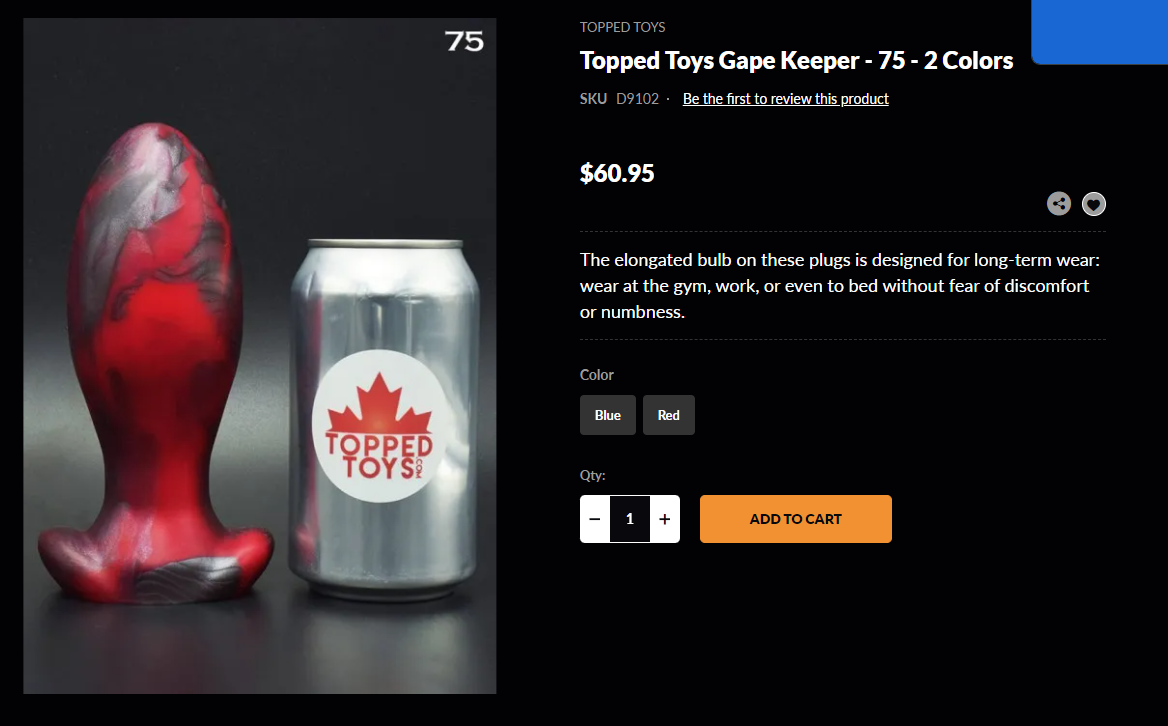 75
TOPPED TOYS
.COM
TOPPED TOYS
Topped Toys Gape Keeper - 75 - 2 Colors
SKU D9102 · Be the first to review this product
$60.95
The elongated bulb on these plugs is designed for long-term wear:
wear at the gym, work, or even to bed without fear of discomfort
or numbness.
Color
Blue Red
Qty:
− 1 + ADD TO CART